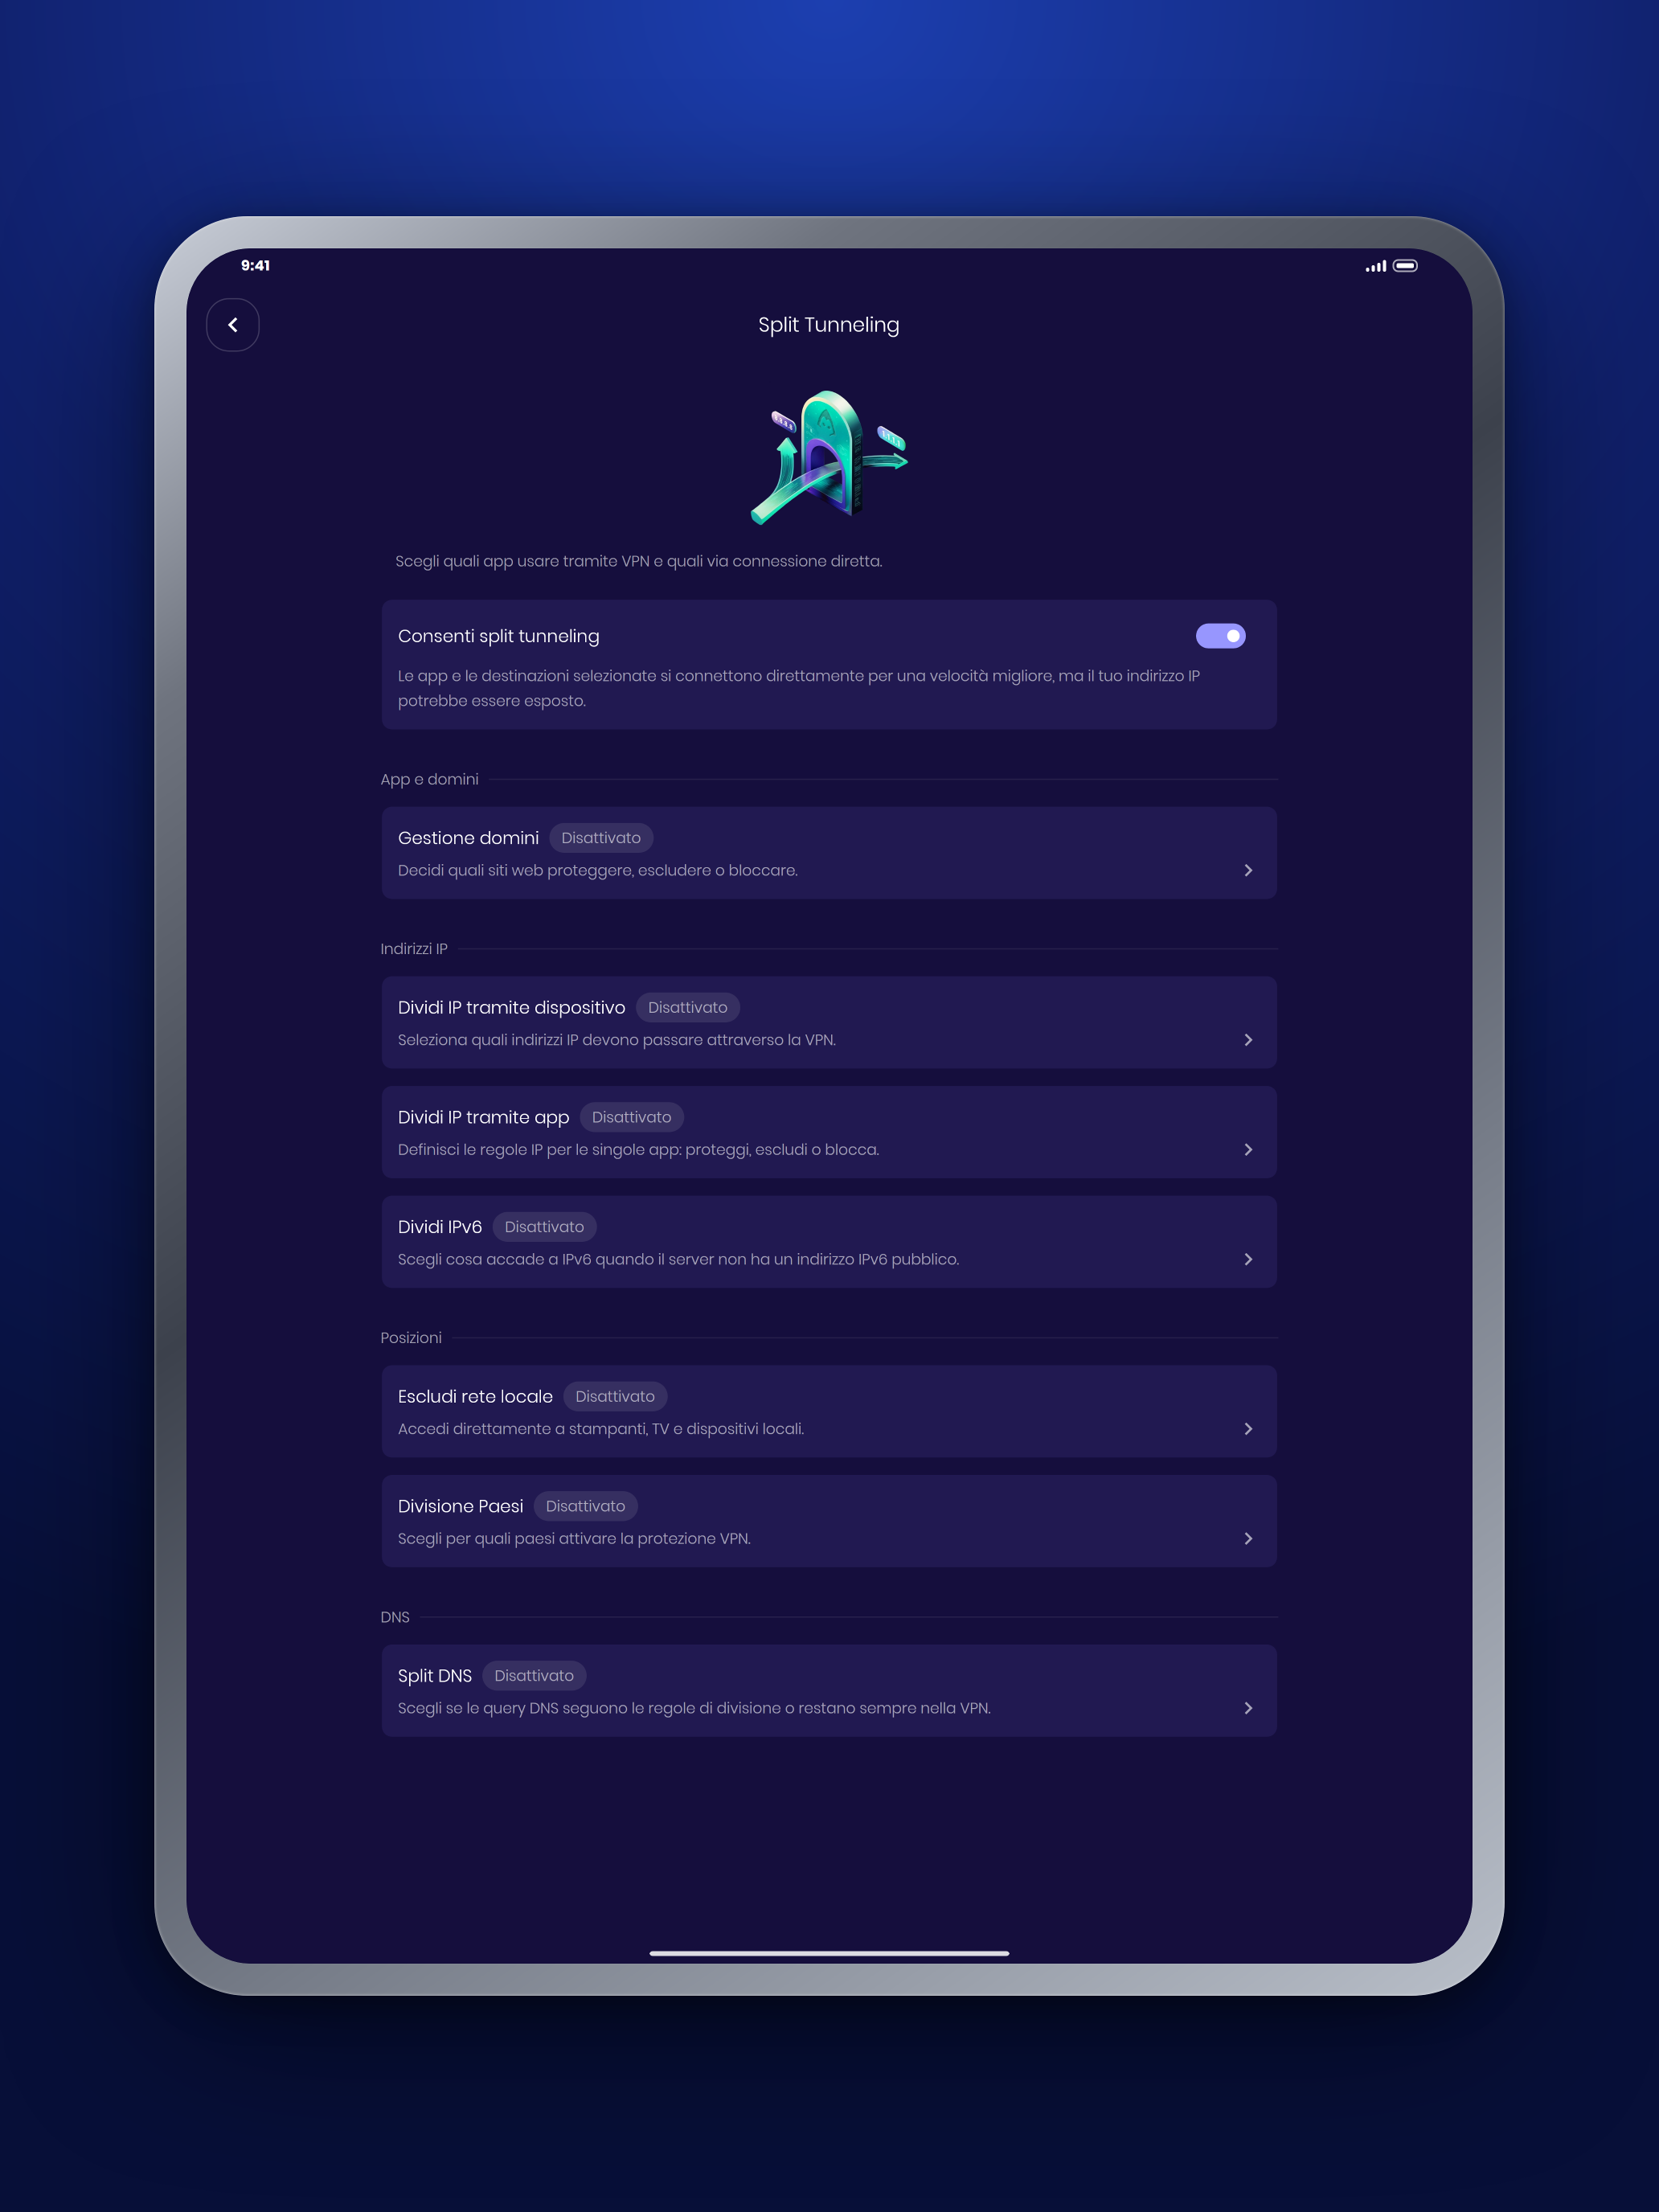 9:41
Split Tunneling
Scegli quali app usare tramite VPN e quali via connessione diretta.
Consenti split tunneling
Le app e le destinazioni selezionate si connettono direttamente per una velocità migliore, ma il tuo indirizzo IP
potrebbe essere esposto.
App e domini
Gestione domini Disattivato
Decidi quali siti web proteggere, escludere o bloccare.
Indirizzi IP
Dividi IP tramite dispositivo Disattivato
Seleziona quali indirizzi IP devono passare attraverso la VPN.
Dividi IP tramite app Disattivato
Definisci le regole IP per le singole app: proteggi, escludi o blocca.
Dividi IPv6 Disattivato
Scegli cosa accade a IPv6 quando il server non ha un indirizzo IPv6 pubblico.
Posizioni
Escludi rete locale Disattivato
Accedi direttamente a stampanti, TV e dispositivi locali.
Divisione Paesi Disattivato
Scegli per quali paesi attivare la protezione VPN.
DNS
Split DNS Disattivato
Scegli se le query DNS seguono le regole di divisione o restano sempre nella VPN.